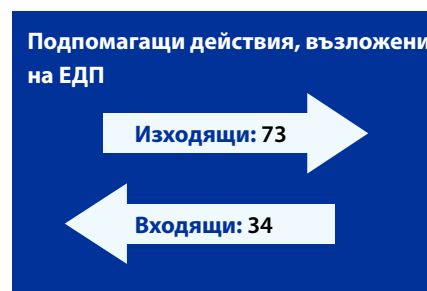 Подпомагащи действия, възложени
на ЕДП
Изходящи: 73
Входящи: 34